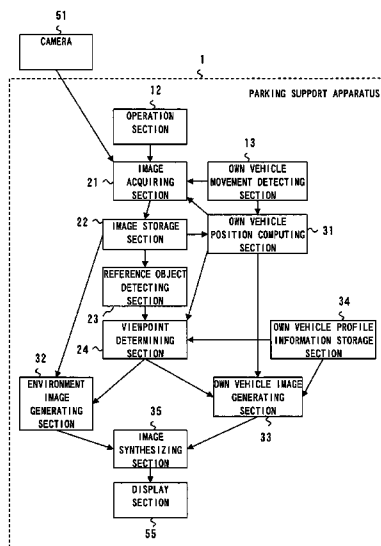 51
CAMERA
1
PARKING SUPPORT APPARATUS
12
OPERATION
SECTION
13
21
IMAGE
ACQUIRING
SECTION
OWN VEHICLE
MOVEMENT DETECTING
SECTION
22
IMAGE STORAGE
SECTION
OWN VEHICLE
POSITION COMPUTING
SECTION
31
REFERENCE OBJECT
DETECTING
SECTION
23
34
24
VIEWPOINT
DETERMINING
SECTION
OWN VEHICLE PROFILE
INFORMATION STORAGE
SECTION
32
ENVIRONMENT
IMAGE
GENERATING
SECTION
OWN VEHICLE IMAGE
GENERATING
SECTION
33
35
IMAGE
SYNTHESIZING
SECTION
DISPLAY
SECTION
55